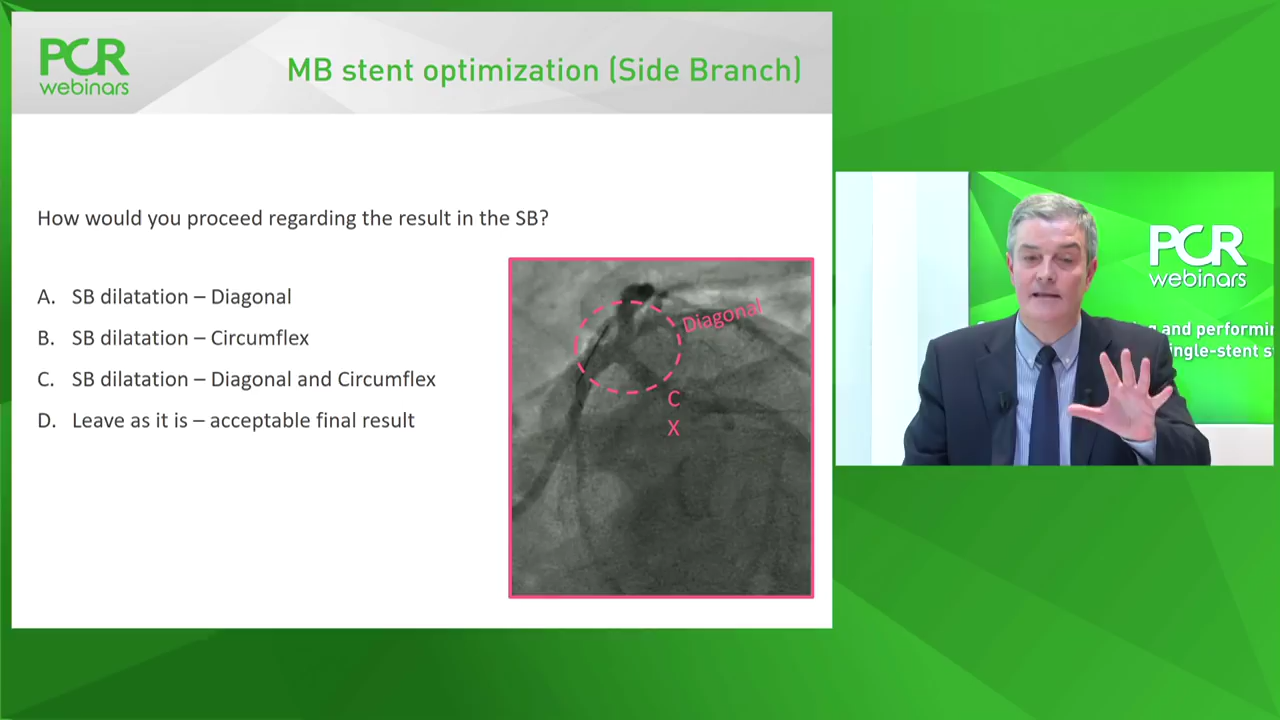 PCR
webinars
MB stent optimization (Side Branch)
How would you proceed regarding the result in the SB?
A. SB dilatation – Diagonal
B. SB dilatation – Circumflex
C. SB dilatation – Diagonal and Circumflex
D. Leave as it is – acceptable final result
Diagonal
C
X
PCR
webinars
g and performin
ingle-stent s